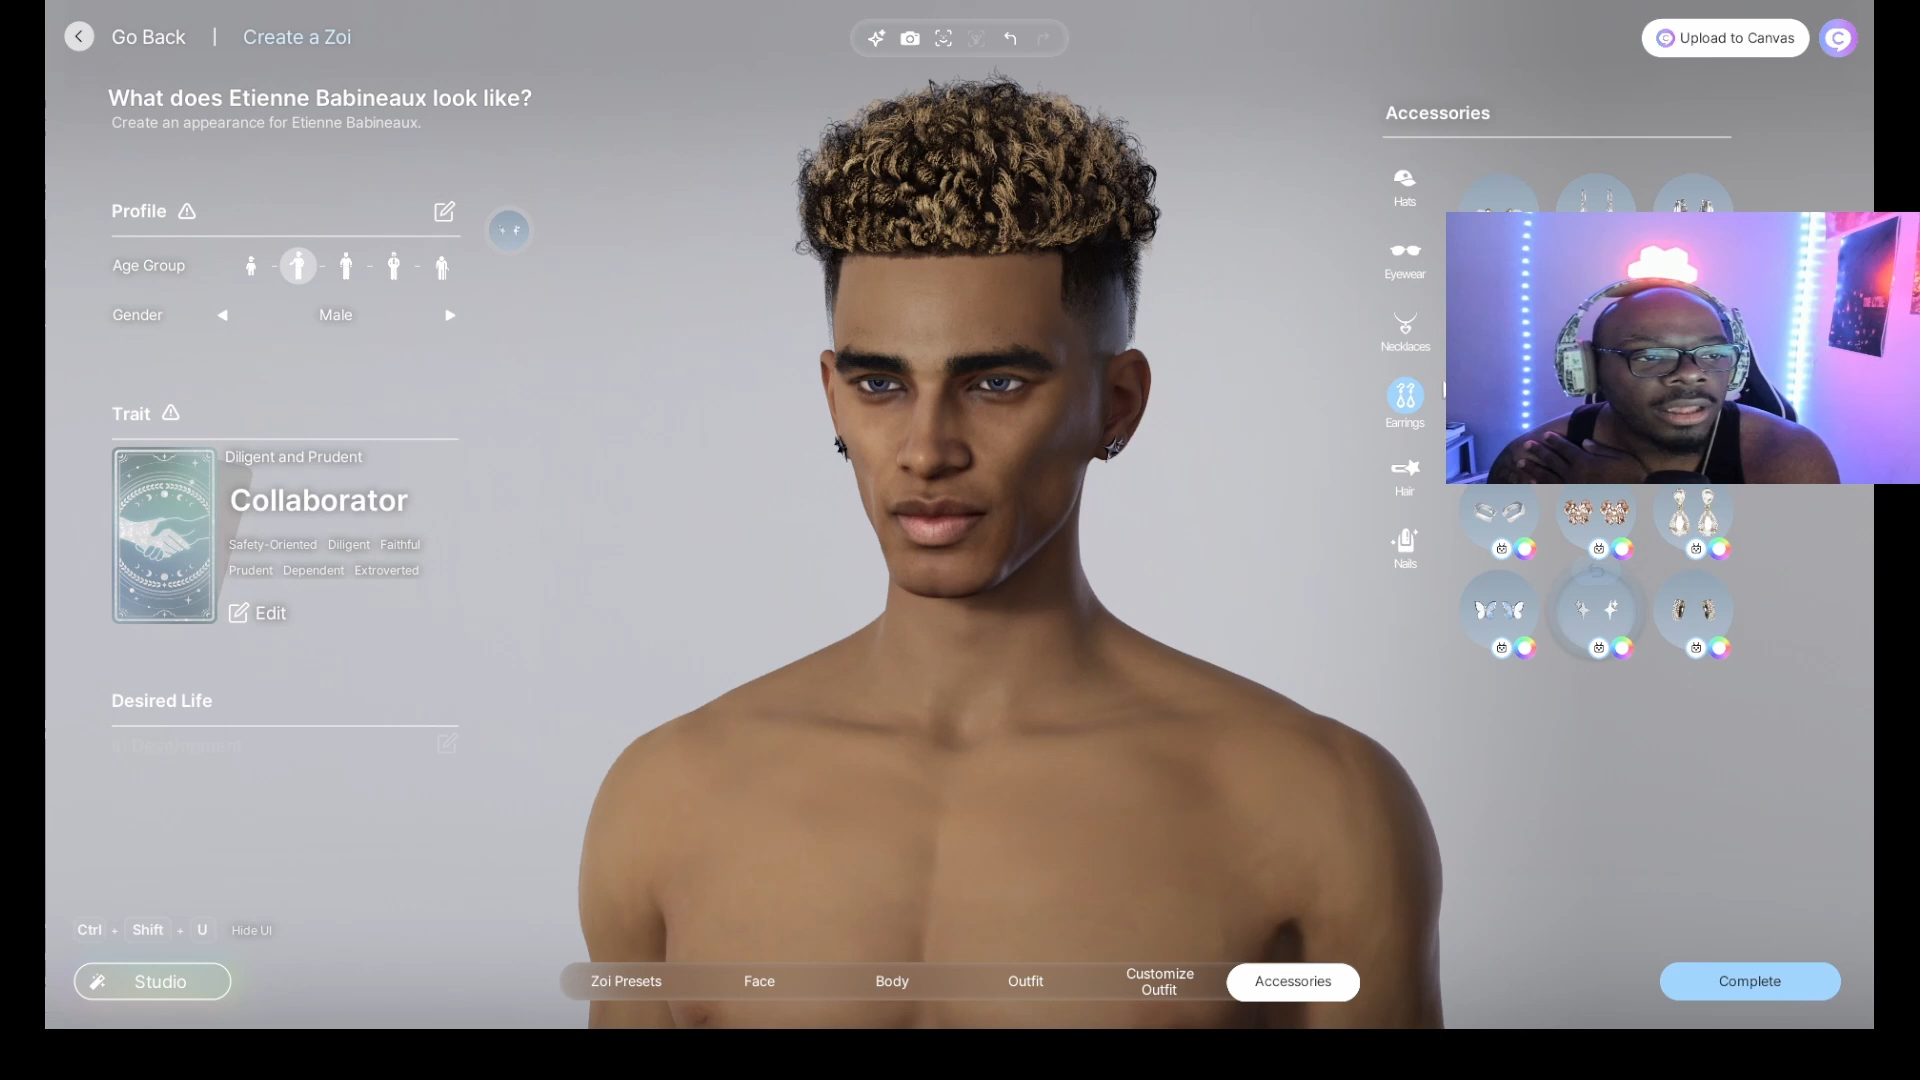 Go Back | Create a Zoi
Upload to Canvas
What does Etienne Babineaux look like?
Create an appearance for Etienne Babineaux.
Profile
Age Group
Gender
Male
Trait
Diligent and Prudent
Collaborator
Safety-Oriented Diligent Faithful
Prudent Dependent Extroverted
Edit
Desired Life
Ctrl + Shift + U Hide UI
Studio
Zoi Presets
Face
Body
Outfit
Customize
Outfit
Accessories
Complete
Accessories
Hats
Eyewear
Necklaces
Earrings
Hair
Nails